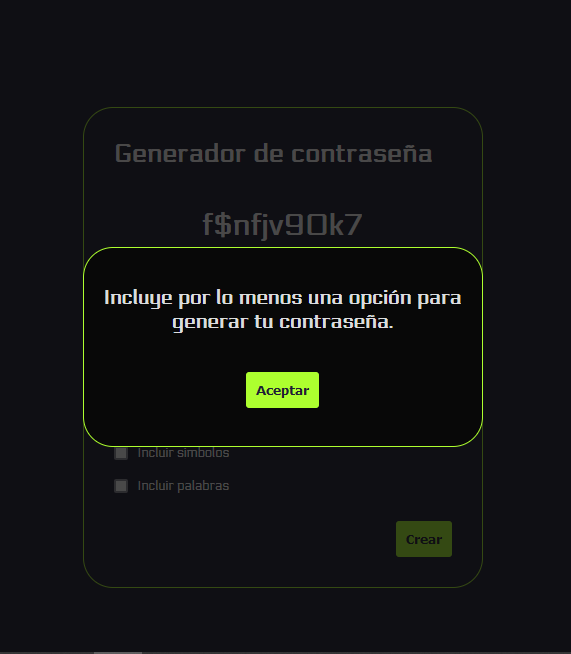 Generador de contraseña
f$nfjv9Ok7
Incluye por lo menos una opción para
generar tu contraseña.
Aceptar
Incluir símbolos
Incluir palabras
Crear